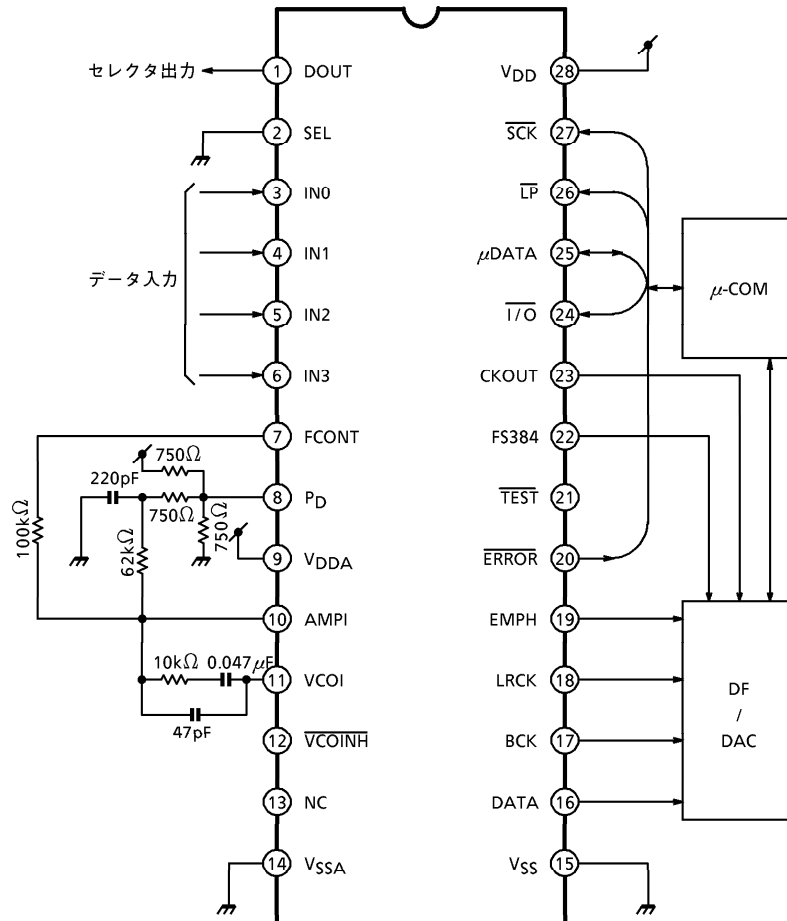 セレクタ出力
1 DOUT
2 SEL
データ入力
3 IN0
4 IN1
5 IN2
6 IN3
7 FCONT
100kΩ
750Ω
220pF
750Ω
750Ω
8 PD
62kΩ
9 VDDA
10 AMPI
10kΩ
0.047μF
47pF
11 VCOI
12 VCOINH
13 NC
14 VSSA
VDD 28
SCK 27
LP 26
μDATA 25
I/O 24
CKOUT 23
FS384 22
TEST 21
ERROR 20
EMPH 19
LRCK 18
BCK 17
DATA 16
VSS 15
μ-COM
DF
/
DAC